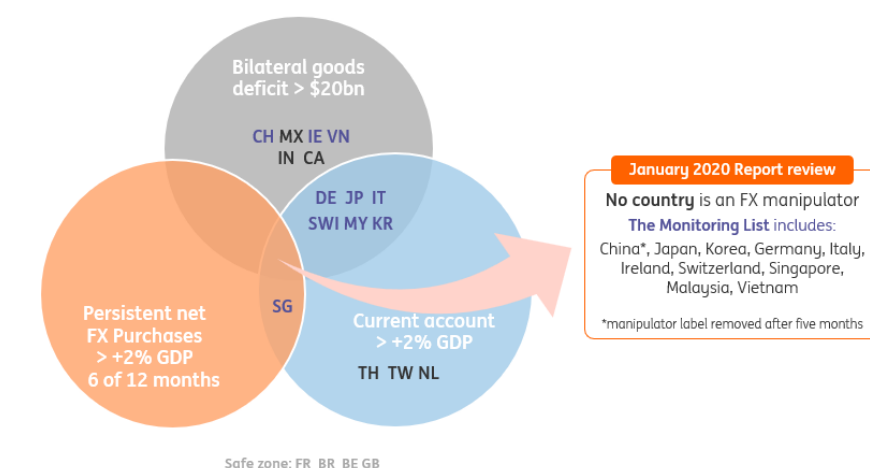 Bilateral goods
deficit > $20bn
CH MX IE VN
IN CA
DE JP IT
SWI MY KR
SG
Persistent net
FX Purchases
> +2% GDP
6 of 12 months
Current account
> +2% GDP
TH TW NL
Safe zone: FR BR BE GB
January 2020 Report review
No country is an FX manipulator
The Monitoring List includes:
China*, Japan, Korea, Germany, Italy,
Ireland, Switzerland, Singapore,
Malaysia, Vietnam
*manipulator label removed after five months